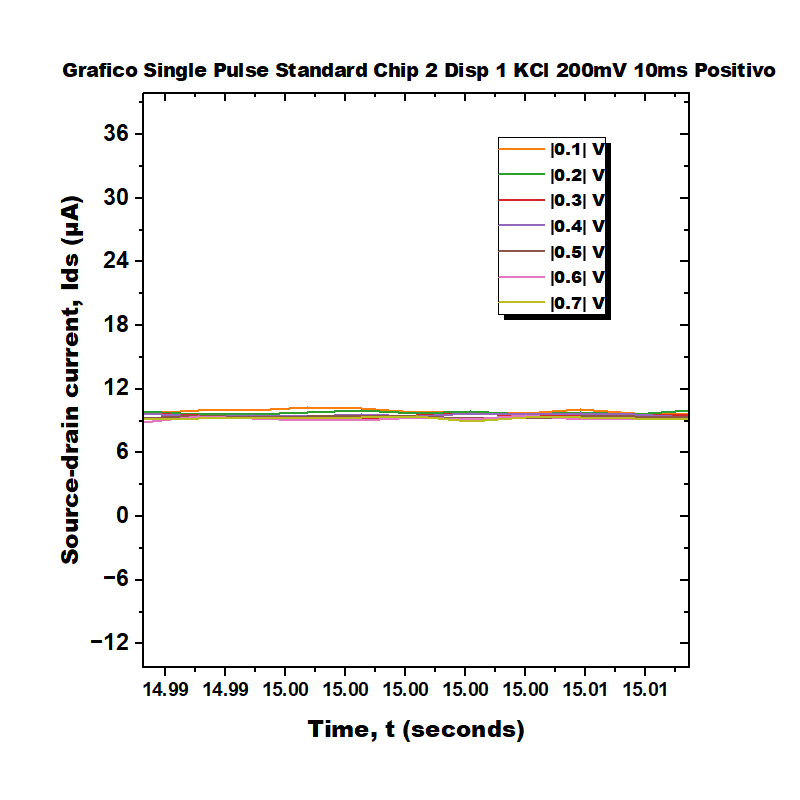 Grafico Single Pulse Standard Chip 2 Disp 1 KCl 200mV 10ms Positivo
|0.1| V
|0.2| V
|0.3| V
|0.4| V
|0.5| V
|0.6| V
|0.7| V
Source-drain current, Ids (µA)
36
30
24
18
12
6
0
−6
−12
14.99 14.99 15.00 15.00 15.00 15.00 15.00 15.01 15.01
Time, t (seconds)